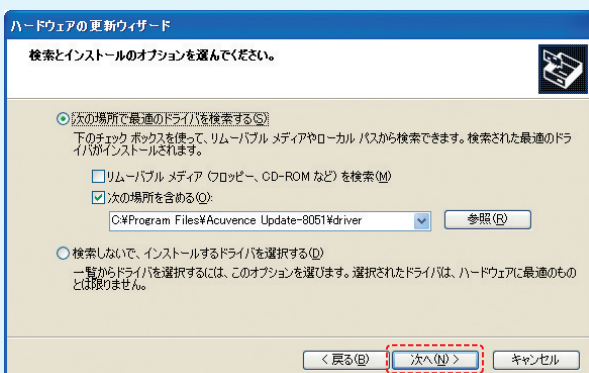 ハードウェアの更新ウィザード
検索とインストールのオプションを選んでください。
次の場所で最適のドライバを検索する(S)
下のチェック ボックスを使って、リムーバブル メディアやローカル パスから検索できます。検索された最適のドラ
イバがインストールされます。
リムーバブル メディア (フロッピー、CD-ROM など) を検索(M)
次の場所を含める(O):
C:¥Program Files¥Acuvence Update-8051¥driver
参照(R)
検索しないで、インストールするドライバを選択する(D)
一覧からドライバを選択するには、このオプションを選びます。選択されたドライバは、ハードウェアに最適のもの
とは限りません。
< 戻る(B) 次へ(N) > キャンセル